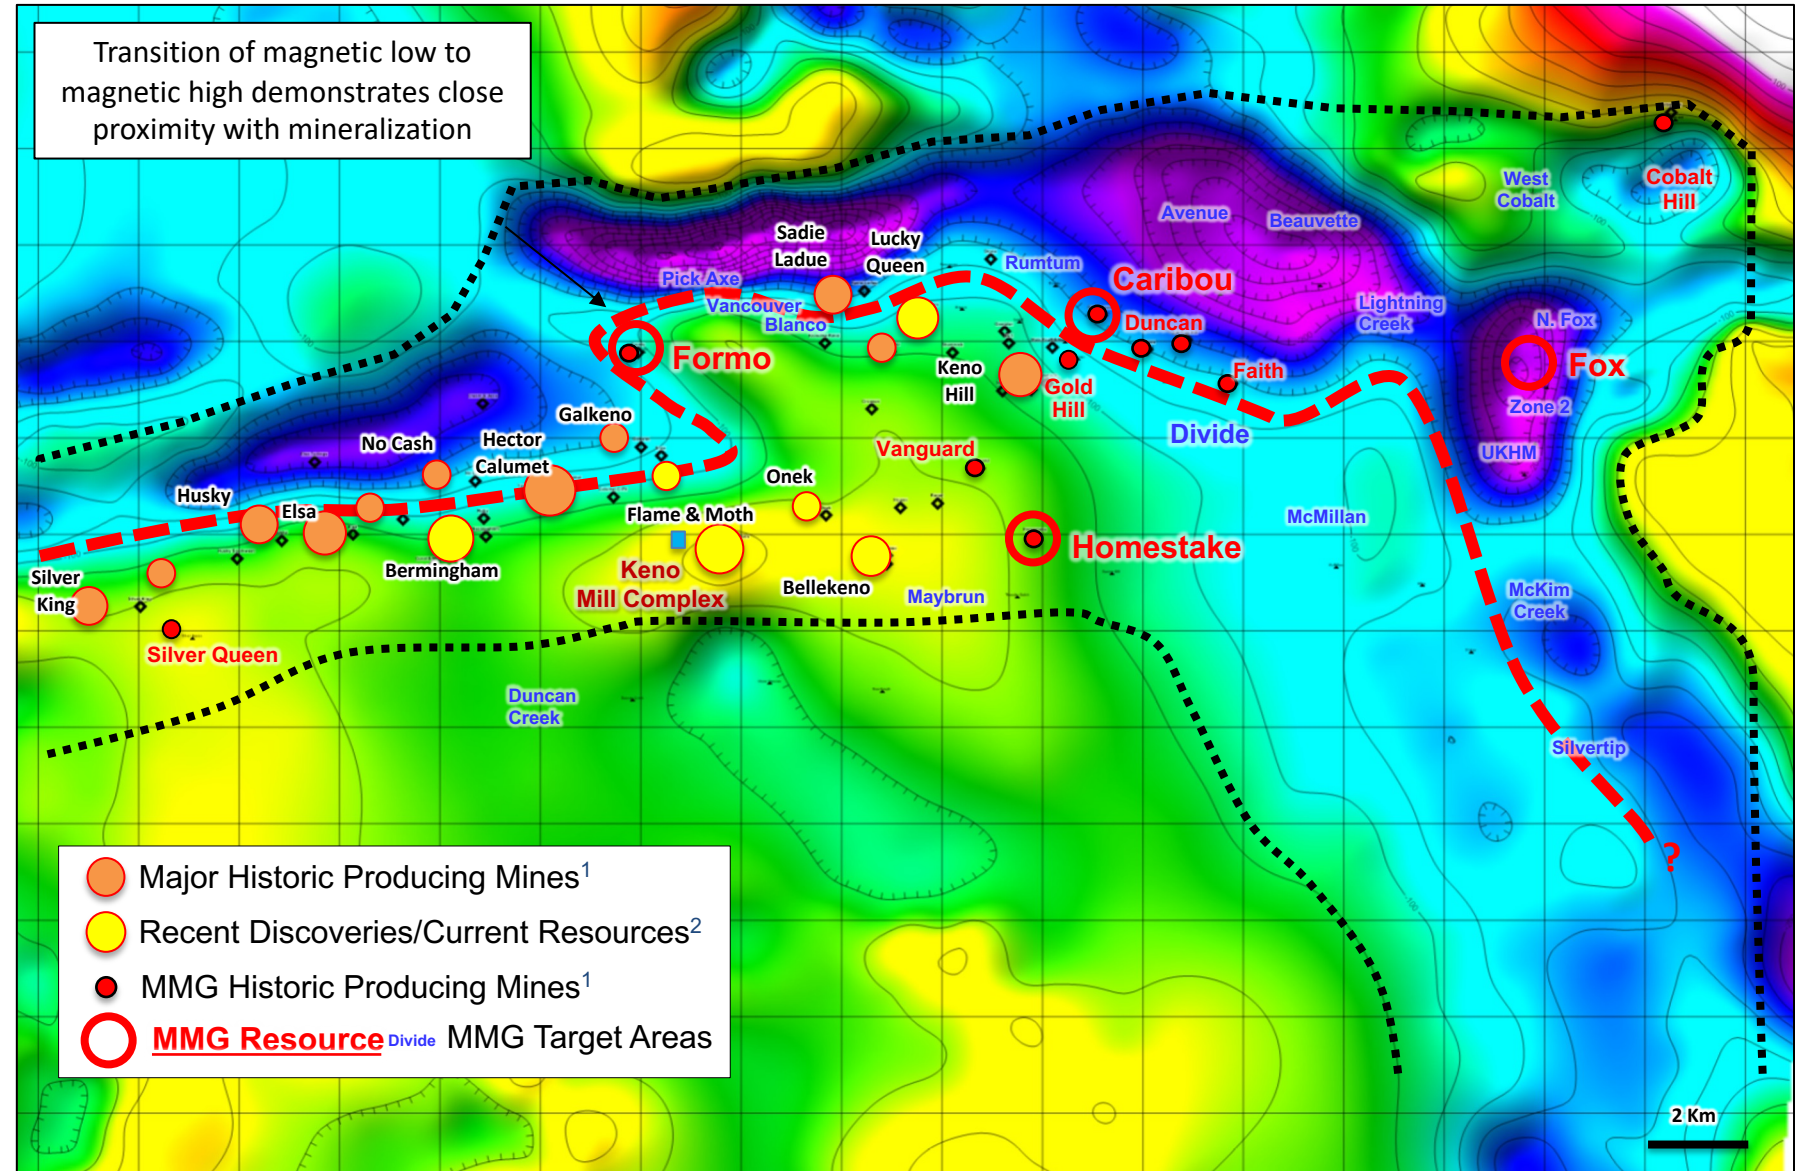 Transition of magnetic low to
magnetic high demonstrates close
proximity with mineralization
West
Cobalt
Cobalt
Hill
Avenue
Beauvette
Sadie
Ladue
Lucky
Queen
Rumtum
Pick Axe
Vancouver
Blanco
Caribou
Duncan
Lightning
Creek
N. Fox
Fox
Zone 2
UKHM
Formo
Keno
Hill
Gold
Hill
Faith
Divide
Galkeno
No Cash
Hector
Calumet
Vanguard
Husky
Elsa
Onek
Flame & Moth
McMillan
Bermingham
Keno
Mill Complex
Bellekeno
Homestake
Maybrun
McKim
Creek
Silver
King
Silver Queen
Duncan
Creek
Silvertip
?
Major Historic Producing Mines1
Recent Discoveries/Current Resources2
MMG Historic Producing Mines1
MMG Resource Divide MMG Target Areas
2 Km
-100
-100
-100
-100